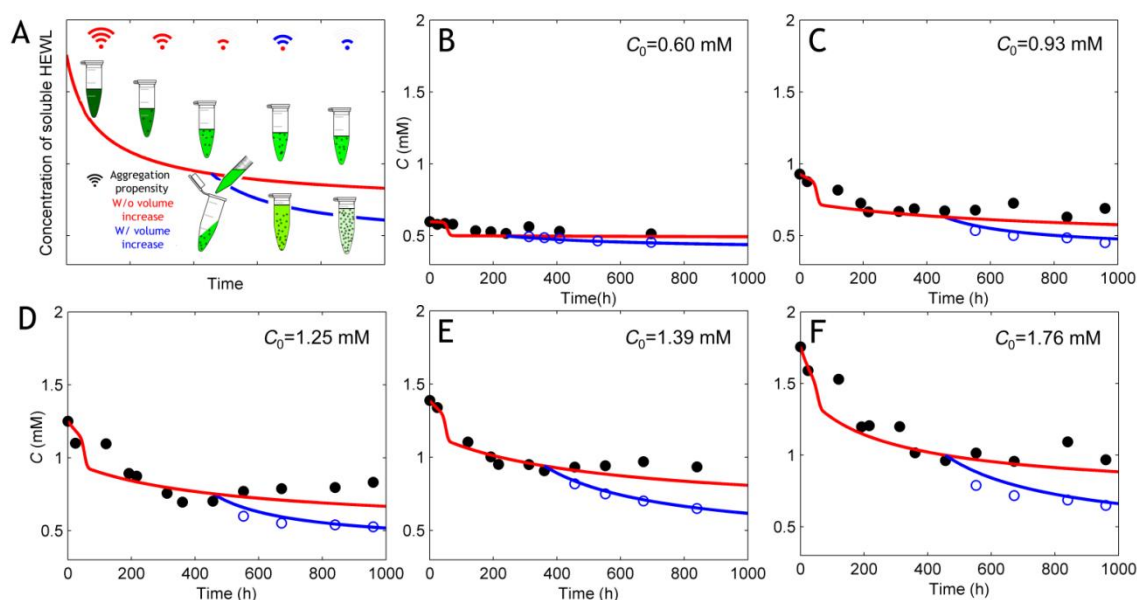 A
Concentration of soluble HEWL
Aggregation
propensity
W/o volume
increase
W/ volume
increase
Time
B
C₀=0.60 mM
C (mM)
2
1.5
1
0.5
0 200 400 600 800 1000
Time(h)
C
C₀=0.93 mM
2
1.5
1
0.5
0 200 400 600 800 1000
Time (h)
D
C₀=1.25 mM
C (mM)
2
1.5
1
0.5
0 200 400 600 800 1000
Time (h)
E
C₀=1.39 mM
2
1.5
1
0.5
0 200 400 600 800 1000
Time (h)
F
C₀=1.76 mM
2
1.5
1
0.5
0 200 400 600 800 1000
Time (h)